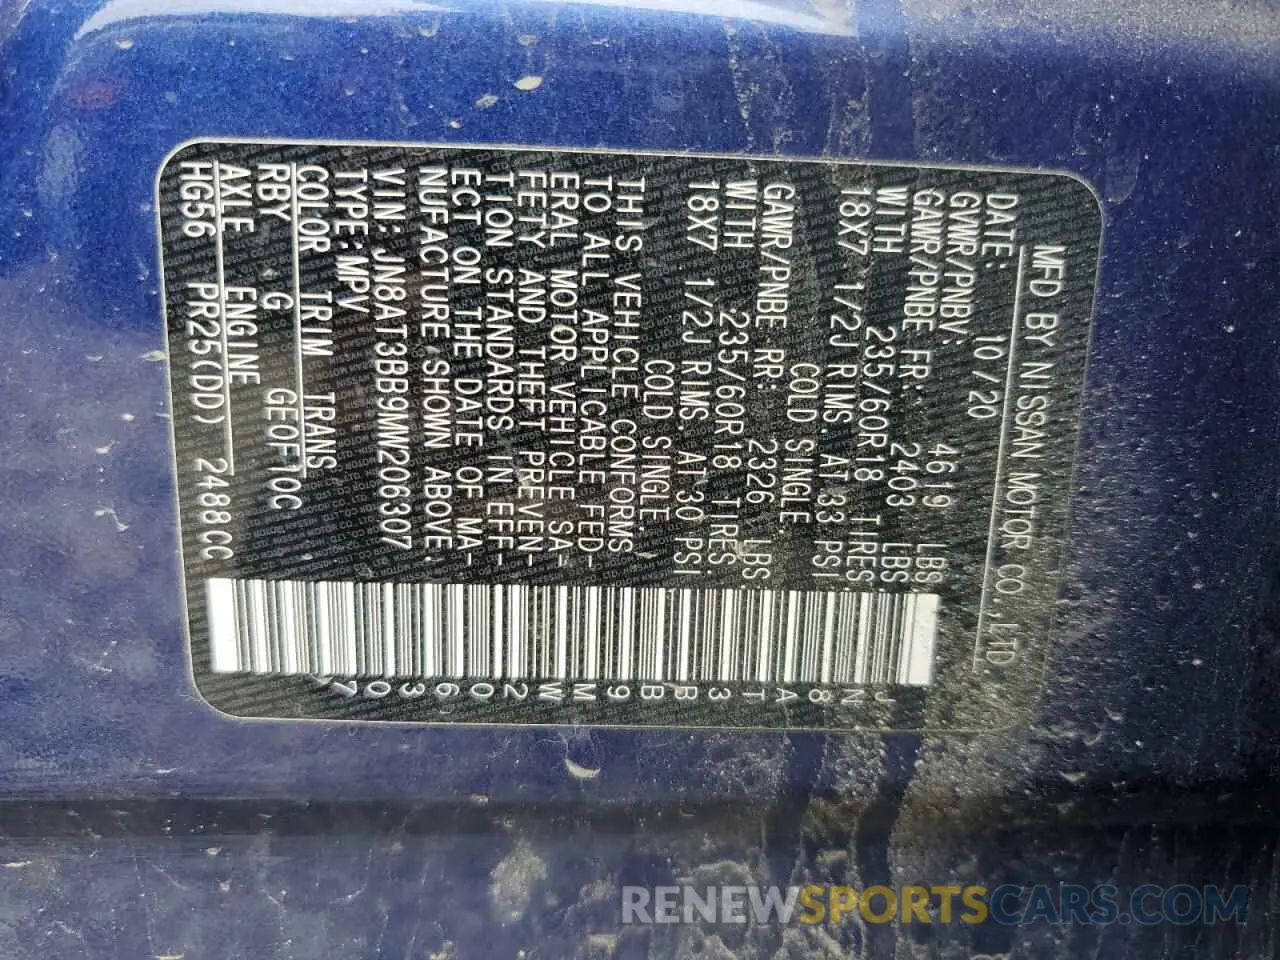 MFD BY NISSAN MOTOR CO.,LTD
DATE: 10/20
GVWR/PNBV: 4619 LBS
GAWR/PNBE FR: 2403 LBS.
WITH 235/60R18 TIRES.
18X7 1/2J RIMS. AT 33 PSI.
COLD SINGLE
GAWR/PNBE RR: 2326 LBS.
WITH 235/60R18 TIRES.
18X7 1/2J RIMS. AT 30 PSI
COLD SINGLE.
THIS VEHICLE CONFORMS
TO ALL APPLICABLE FED-
ERAL MOTOR VEHICLE SA-
FETY AND THEFT PREVEN-
TION STANDARDS IN EFF-
ECT ON THE DATE OF MA-
NUFACTURE SHOWN ABOVE.
VIN: JN8AT3BB9MW206307
TYPE:MPV
COLOR TRIM TRANS
RBY G GE0F10C
AXLE ENGINE
HG56 PR25(DD) 2488CC
JN8AT3BB9MW206307
RENEWSPORTSCARS.COM